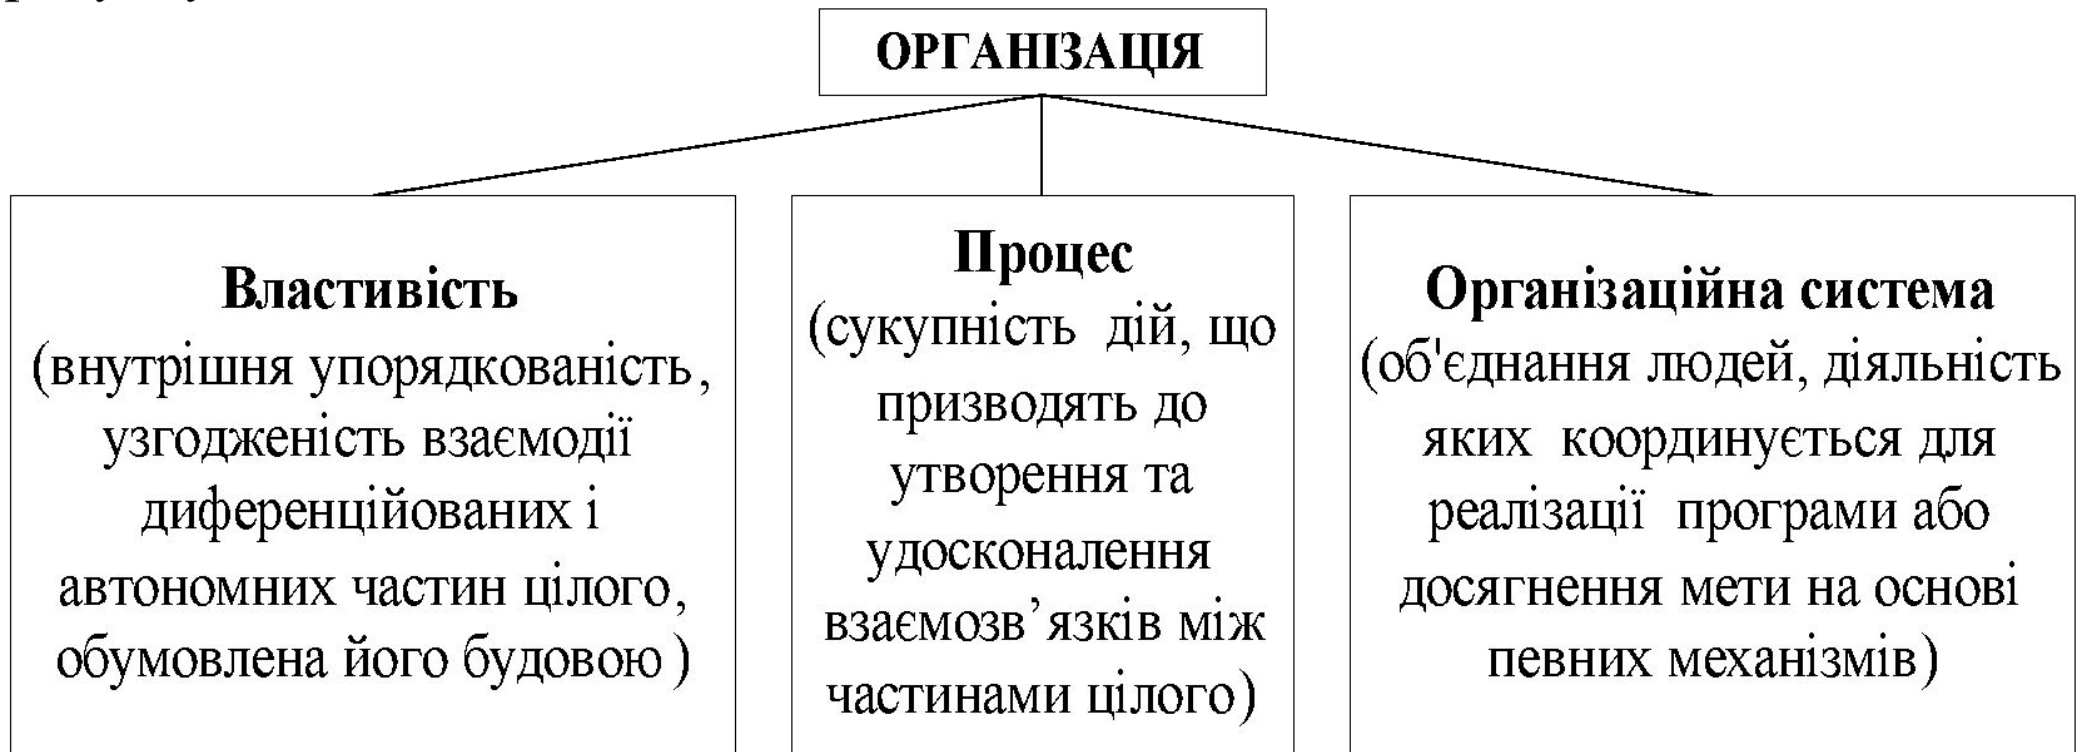 ОРГАНІЗАЦІЯ
Властивість
(внутрішня упорядкованість,
узгодженість взаємодії
диференційованих і
автономних частин цілого,
обумовлена його будовою )
Процес
(сукупність дій, що
призводять до
утворення та
удосконалення
взаємозв’язків між
частинами цілого)
Організаційна система
(об'єднання людей, діяльність
яких координується для
реалізації програми або
досягнення мети на основі
певних механізмів)